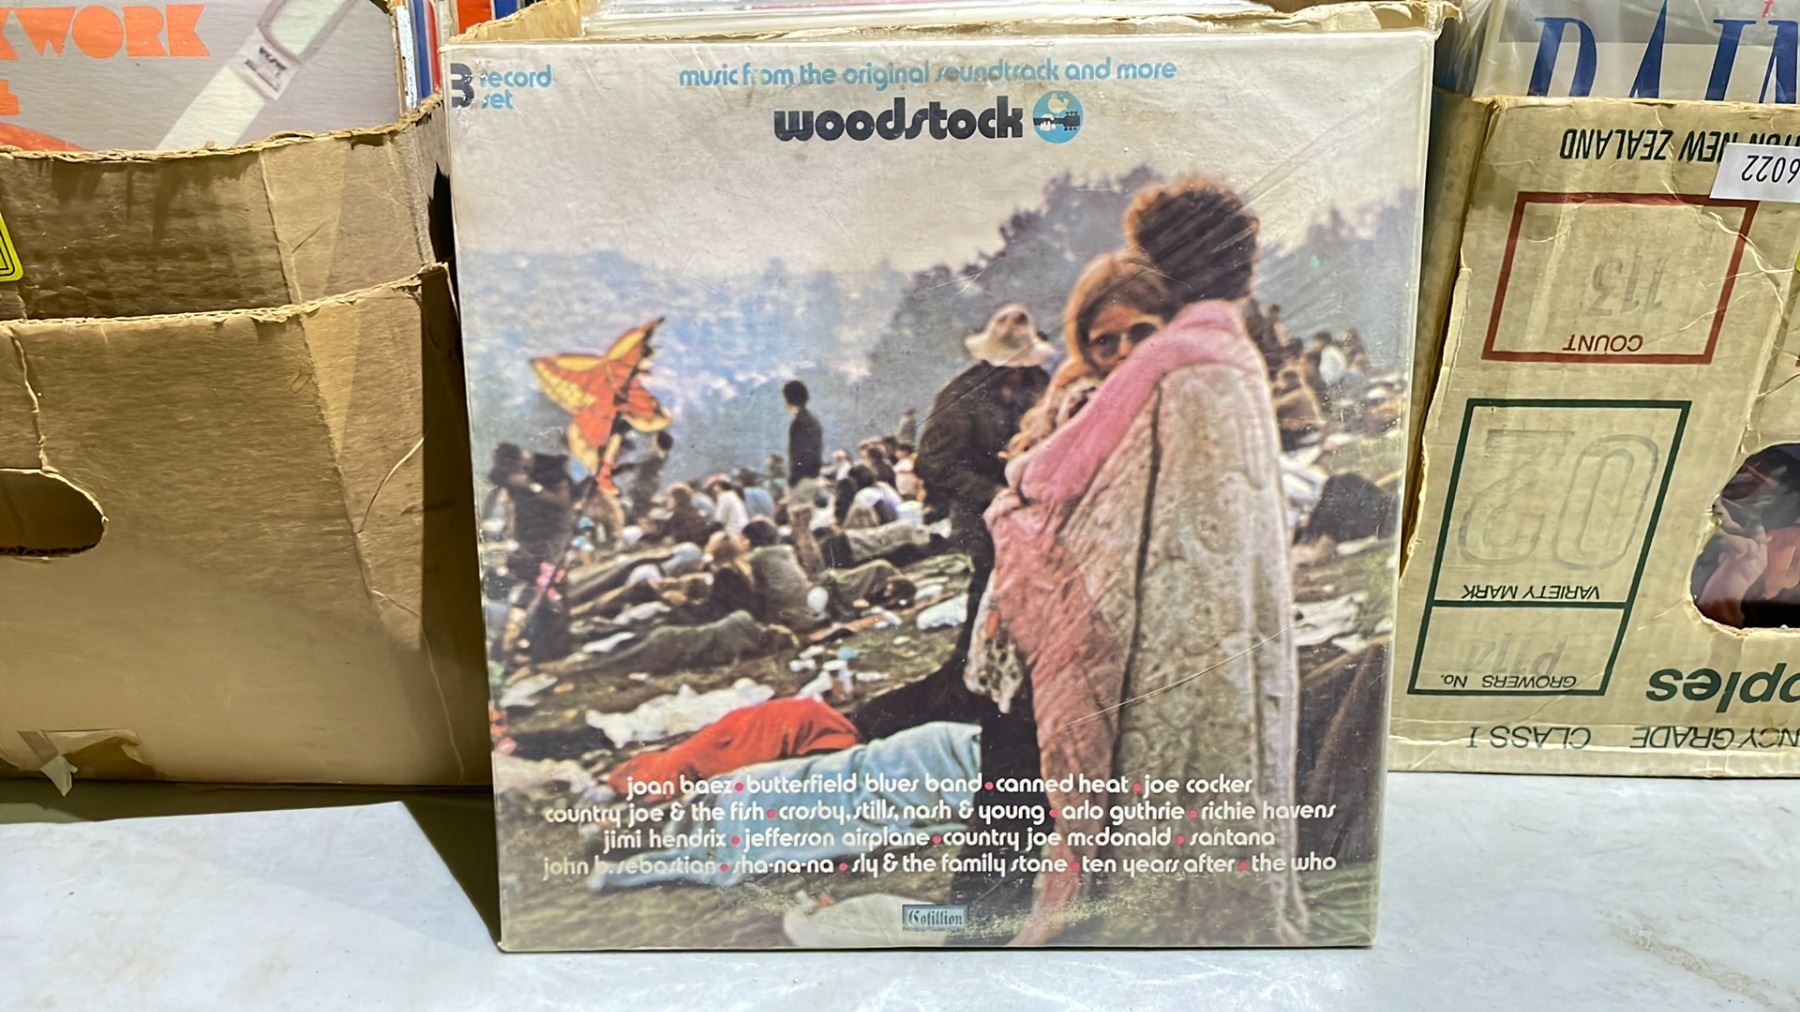 WORK
3 record
set
music from the original soundtrack and more
woodstock
joan baez • butterfield blues band • canned heat • joe cocker
country joe & the fish • crosby, stills, nash & young • arlo guthrie • richie havens
jimi hendrix • jefferson airplane • country joe mcdonald • santana
john b. sebastian • sha-na-na • sly & the family stone • ten years after • the who
Cotillion
NEW ZEALAND
6022
113
COUNT
VARIETY MARK
GROWERS No.
CLASS I